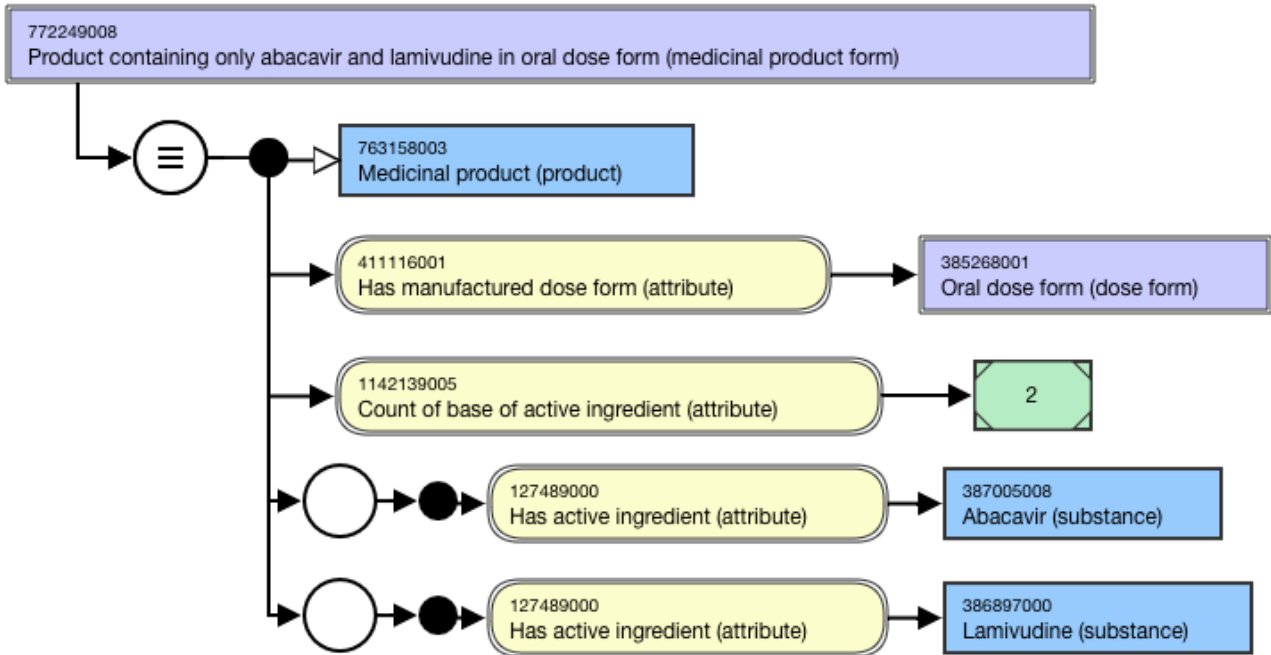 772249008
Product containing only abacavir and lamivudine in oral dose form (medicinal product form)
763158003
Medicinal product (product)
411116001
Has manufactured dose form (attribute)
385268001
Oral dose form (dose form)
1142139005
Count of base of active ingredient (attribute)
2
127489000
Has active ingredient (attribute)
387005008
Abacavir (substance)
127489000
Has active ingredient (attribute)
386897000
Lamivudine (substance)